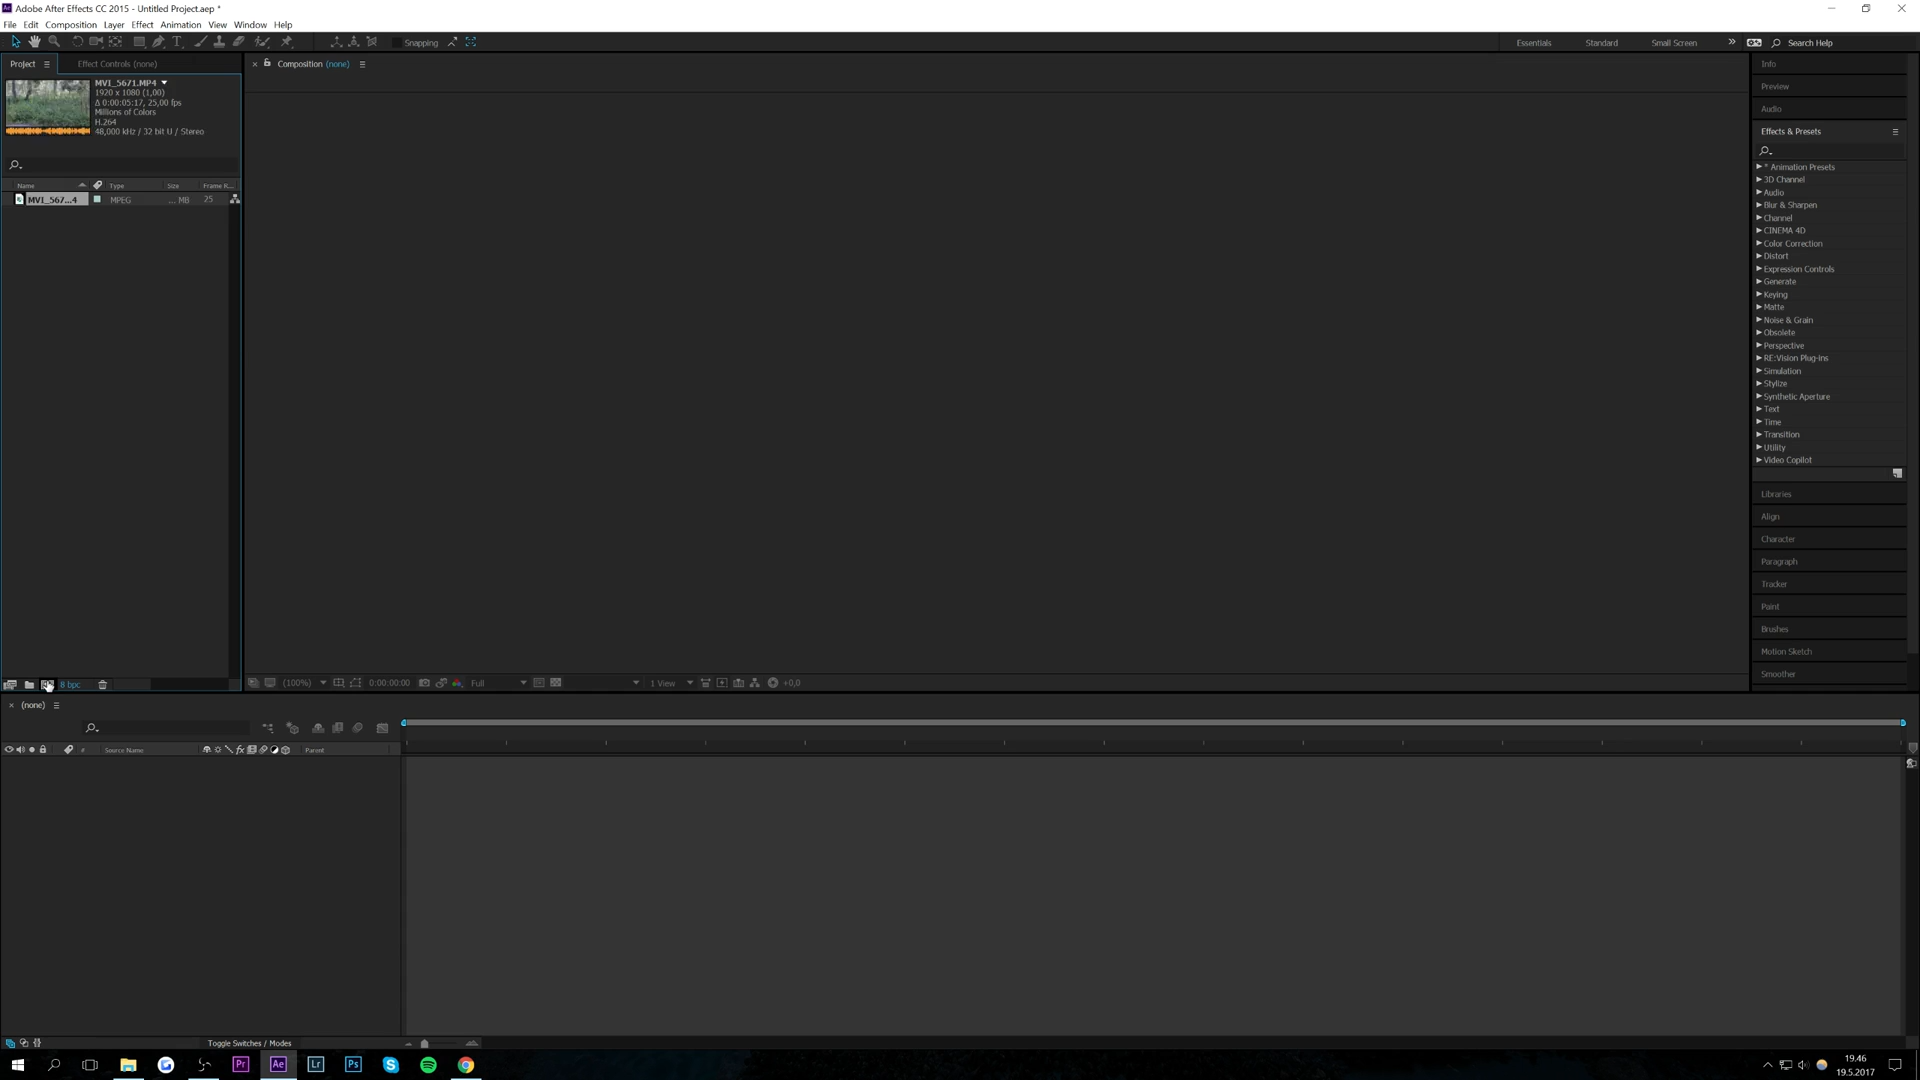 Adobe After Effects CC 2015 - Untitled Project.aep *
File Edit Composition Layer Effect Animation View Window Help
Snapping
Essentials Standard Small Screen Search Help
Project Effect Controls (none)
Composition (none)
MVI_5671.MP4
1920 x 1080 (1,00)
Δ 0:00:05:17, 25,00 fps
Millions of Colors
H.264
48,000 kHz / 32 bit U / Stereo
Name Type Size Frame R...
MVI_567...4 MPEG ... MB 25
Info
Preview
Audio
Effects & Presets
* Animation Presets
3D Channel
Audio
Blur & Sharpen
Channel
CINEMA 4D
Color Correction
Distort
Expression Controls
Generate
Keying
Matte
Noise & Grain
Obsolete
Perspective
RE:Vision Plug-ins
Simulation
Stylize
Synthetic Aperture
Text
Time
Transition
Utility
Video Copilot
Libraries
Align
Character
Paragraph
Tracker
Paint
Brushes
Motion Sketch
Smoother
8 bpc
(100%) 0:00:00:00 Full 1 View +0,0
(none)
# Source Name fx Parent
Toggle Switches / Modes
Pr Ae Lr Ps
19.46
19.5.2017